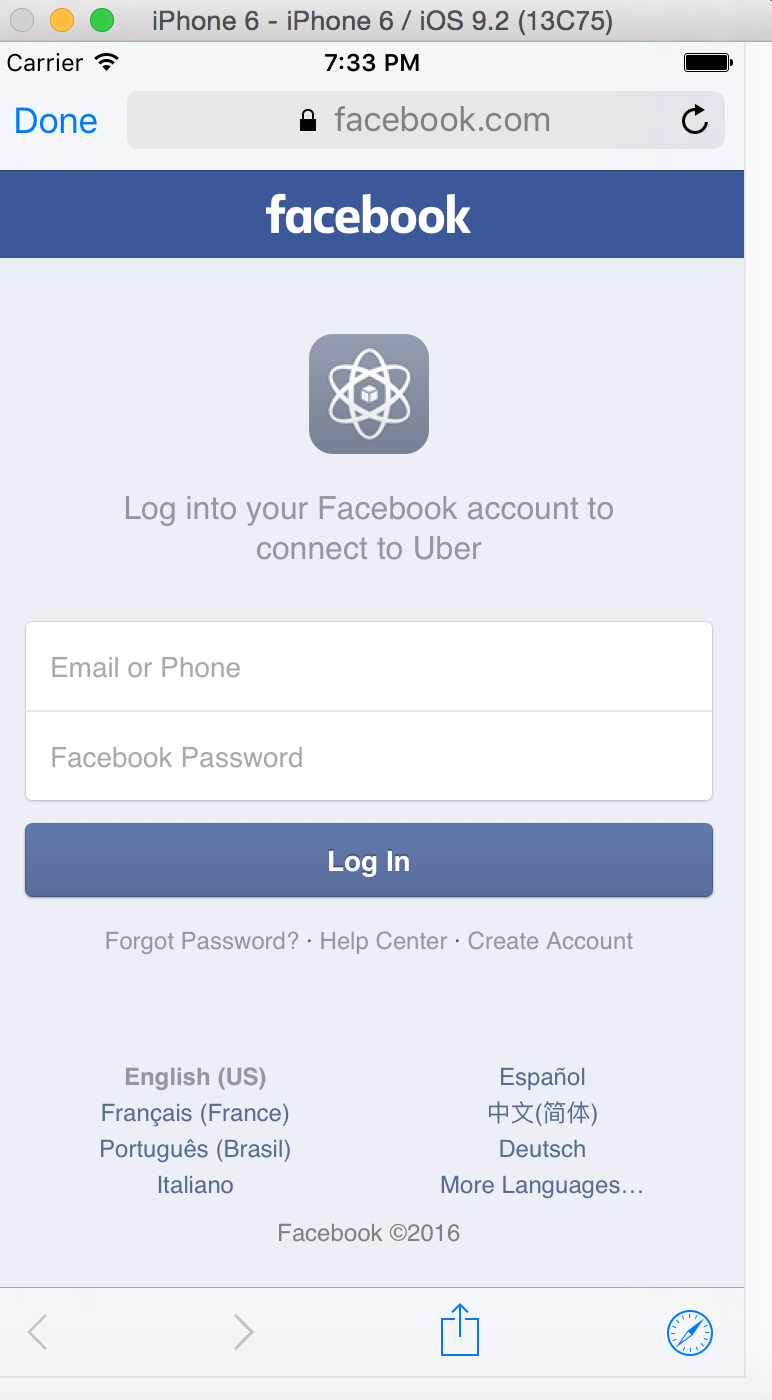 iPhone 6 - iPhone 6 / iOS 9.2 (13C75)
Carrier 7:33 PM
Done facebook.com
facebook
Log into your Facebook account to
connect to Uber
Email or Phone
Facebook Password
Log In
Forgot Password? · Help Center · Create Account
English (US) Español
Français (France) 中文(简体)
Português (Brasil) Deutsch
Italiano More Languages…
Facebook ©2016